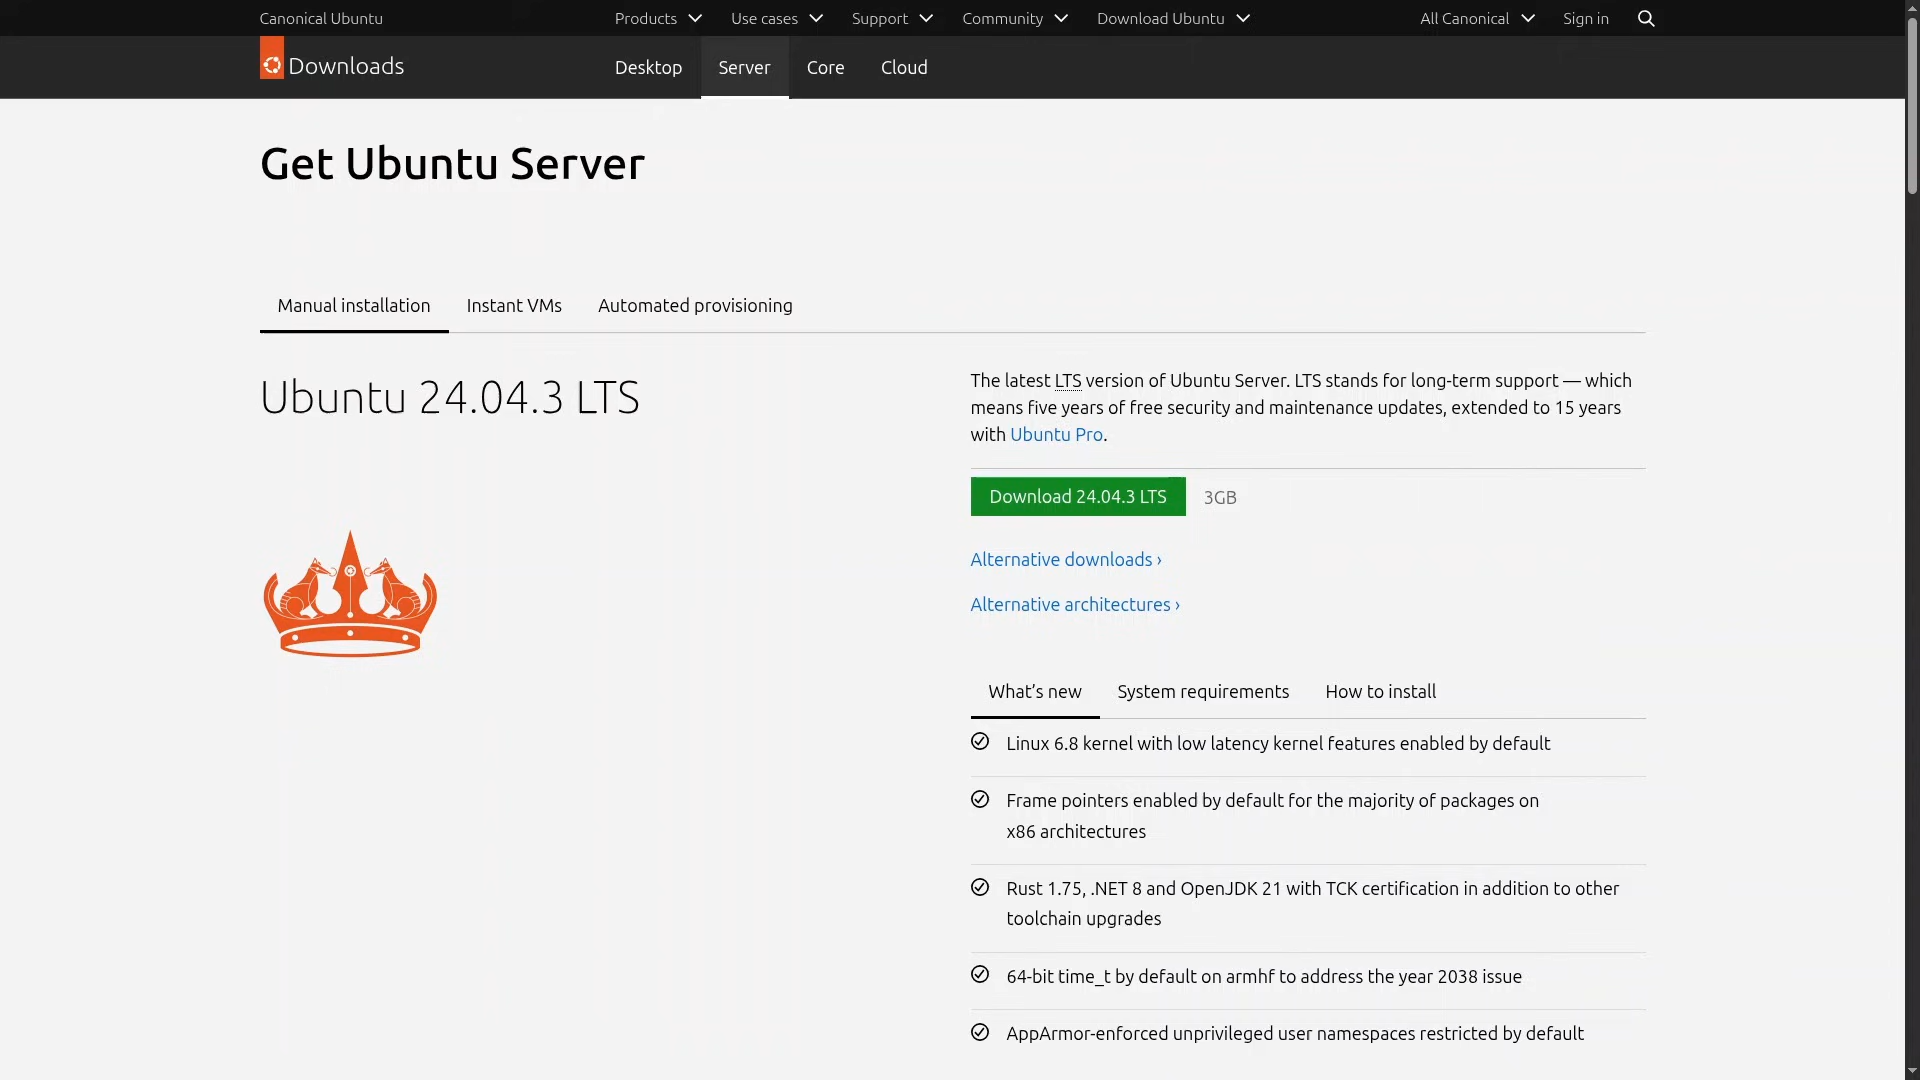 Canonical Ubuntu
Products
Use cases
Support
Community
Download Ubuntu
All Canonical
Sign in
Downloads
Desktop
Server
Core
Cloud
Get Ubuntu Server
Manual installation
Instant VMs
Automated provisioning
Ubuntu 24.04.3 LTS
The latest LTS version of Ubuntu Server. LTS stands for long-term support — which
means five years of free security and maintenance updates, extended to 15 years
with Ubuntu Pro.
Download 24.04.3 LTS
3GB
Alternative downloads ›
Alternative architectures ›
What’s new
System requirements
How to install
Linux 6.8 kernel with low latency kernel features enabled by default
Frame pointers enabled by default for the majority of packages on
x86 architectures
Rust 1.75, .NET 8 and OpenJDK 21 with TCK certification in addition to other
toolchain upgrades
64-bit time_t by default on armhf to address the year 2038 issue
AppArmor-enforced unprivileged user namespaces restricted by default